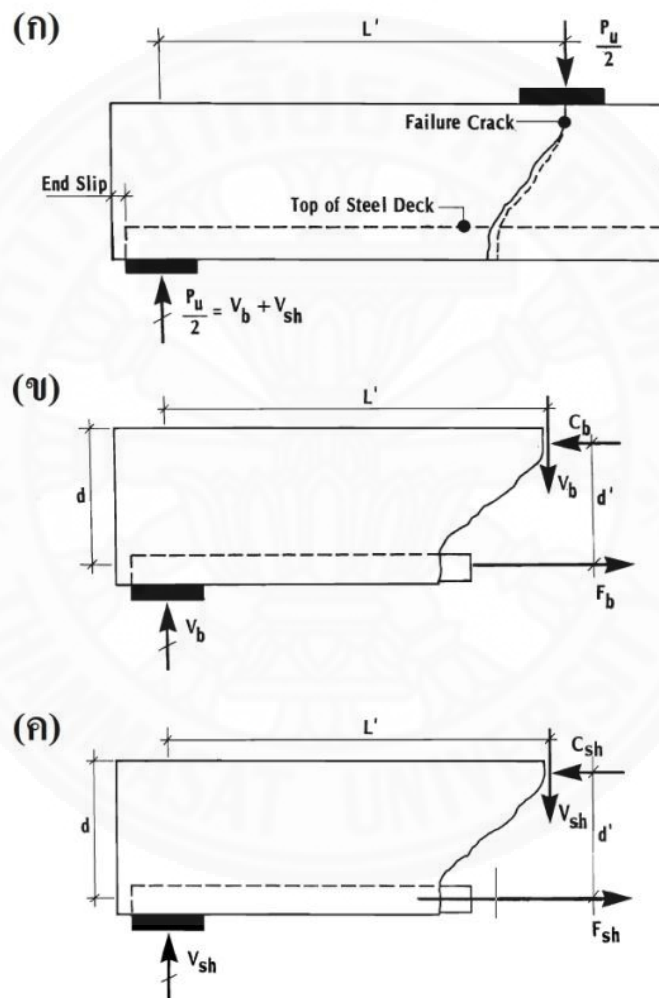 (ก)
L'
P_u/2
Failure Crack
End Slip
Top of Steel Deck
P_u/2 = V_b + V_sh
(ข)
L'
C_b
V_b
d
d'
F_b
V_b
(ค)
L'
C_sh
V_sh
d
d'
F_sh
V_sh